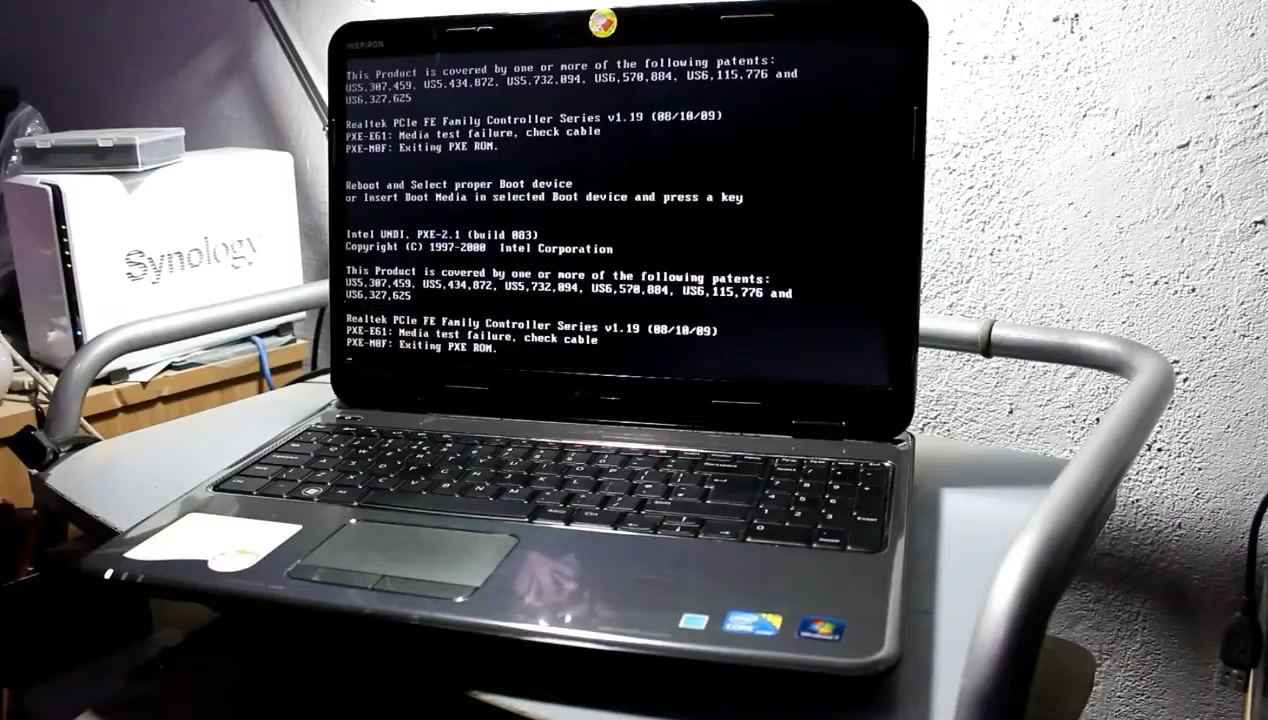 INSPIRON
This Product is covered by one or more of the following patents:
US5,307,459, US5,434,872, US5,732,094, US6,570,884, US6,115,776 and
US6,327,625
Realtek PCIe FE Family Controller Series v1.19 (08/10/09)
PXE-E61: Media test failure, check cable
PXE-M0F: Exiting PXE ROM.
Reboot and Select proper Boot device
or Insert Boot Media in selected Boot device and press a key
Intel UNDI, PXE-2.1 (build 083)
Copyright (C) 1997-2000 Intel Corporation
This Product is covered by one or more of the following patents:
US5,307,459, US5,434,872, US5,732,094, US6,570,884, US6,115,776 and
US6,327,625
Realtek PCIe FE Family Controller Series v1.19 (08/10/09)
PXE-E61: Media test failure, check cable
PXE-M0F: Exiting PXE ROM.
Synology
intel
CORE
Windows 7